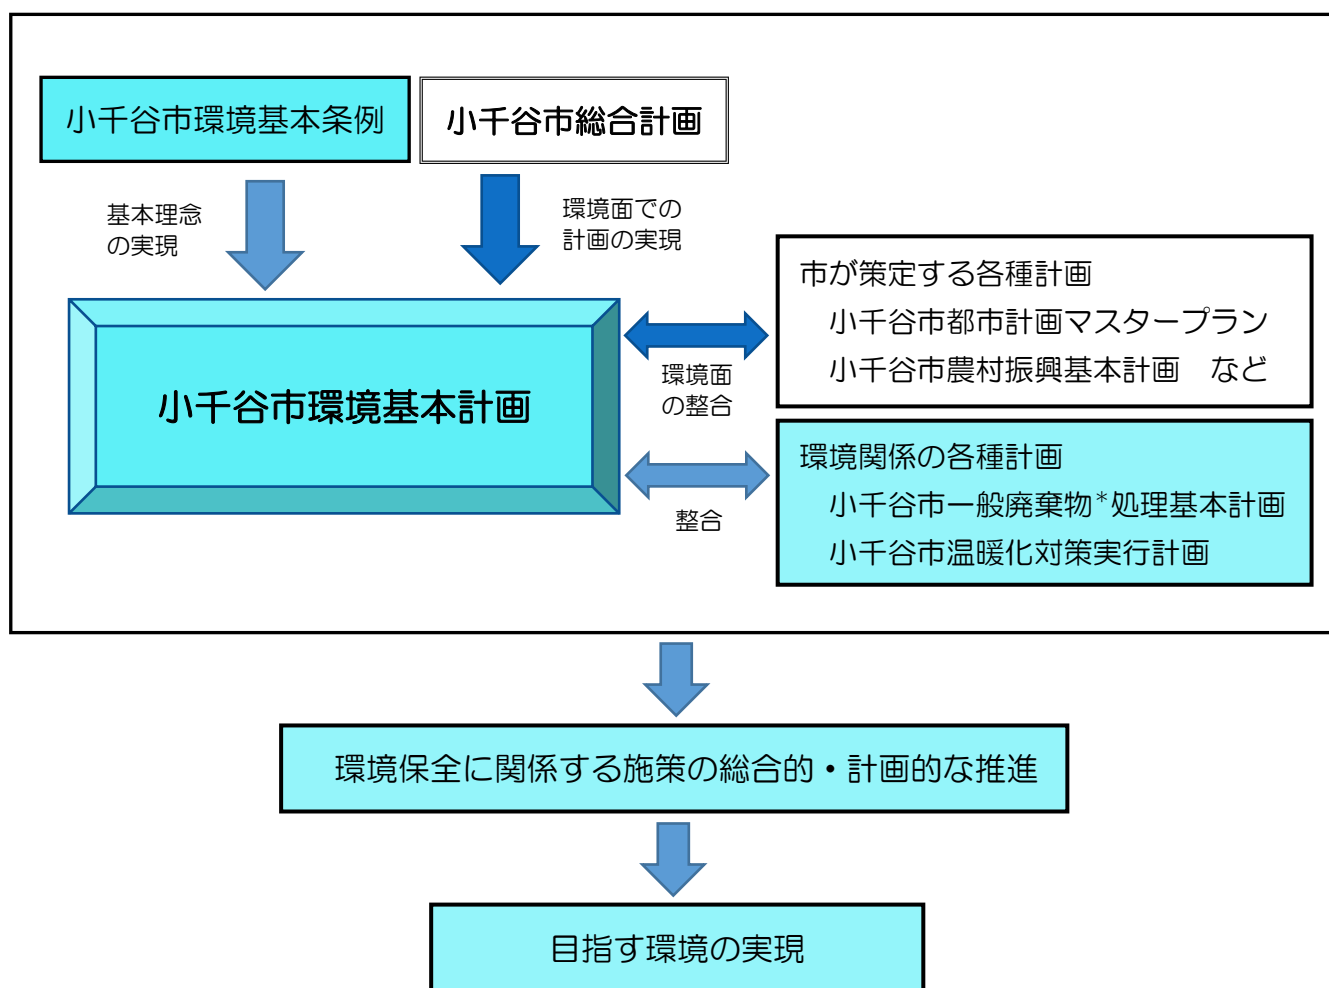 小千谷市環境基本条例
小千谷市総合計画
基本理念
の実現
環境面での
計画の実現
小千谷市環境基本計画
環境面
の整合
整合
市が策定する各種計画
小千谷市都市計画マスタープラン
小千谷市農村振興基本計画　など
環境関係の各種計画
小千谷市一般廃棄物*処理基本計画
小千谷市温暖化対策実行計画
環境保全に関係する施策の総合的・計画的な推進
目指す環境の実現